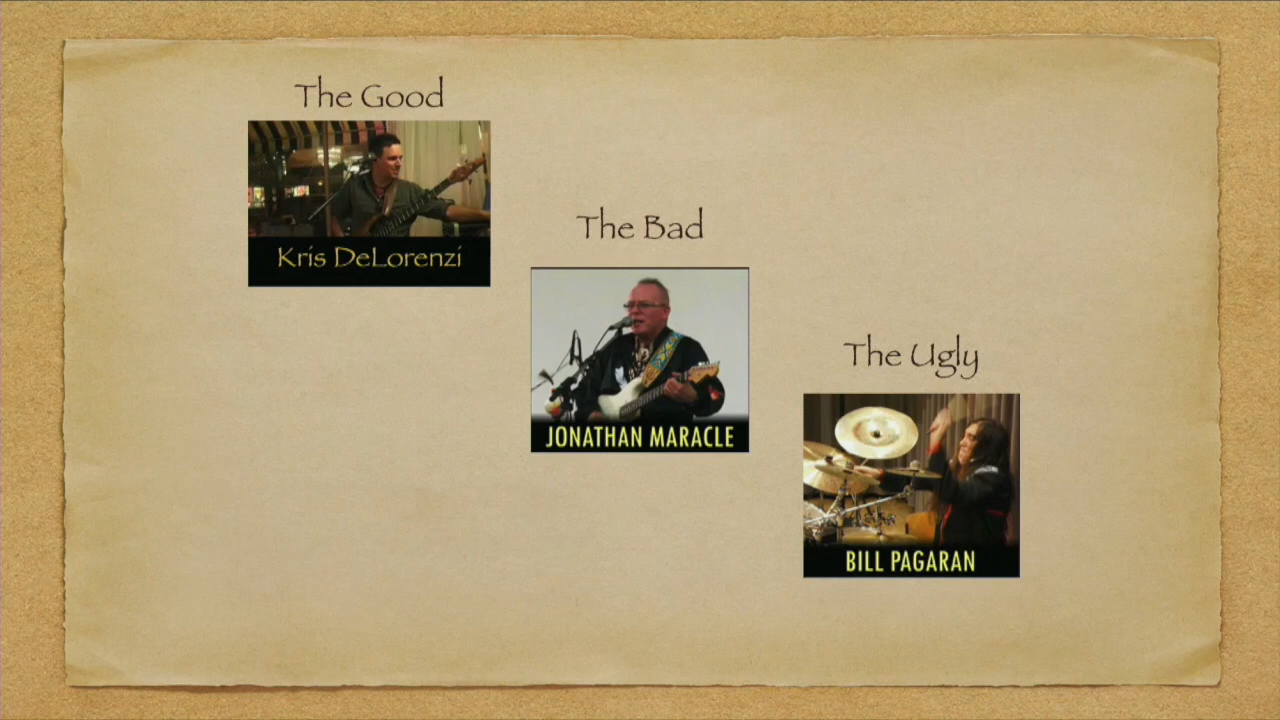 The Good
Kris DeLorenzi
The Bad
JONATHAN MARACLE
The Ugly
BILL PAGARAN